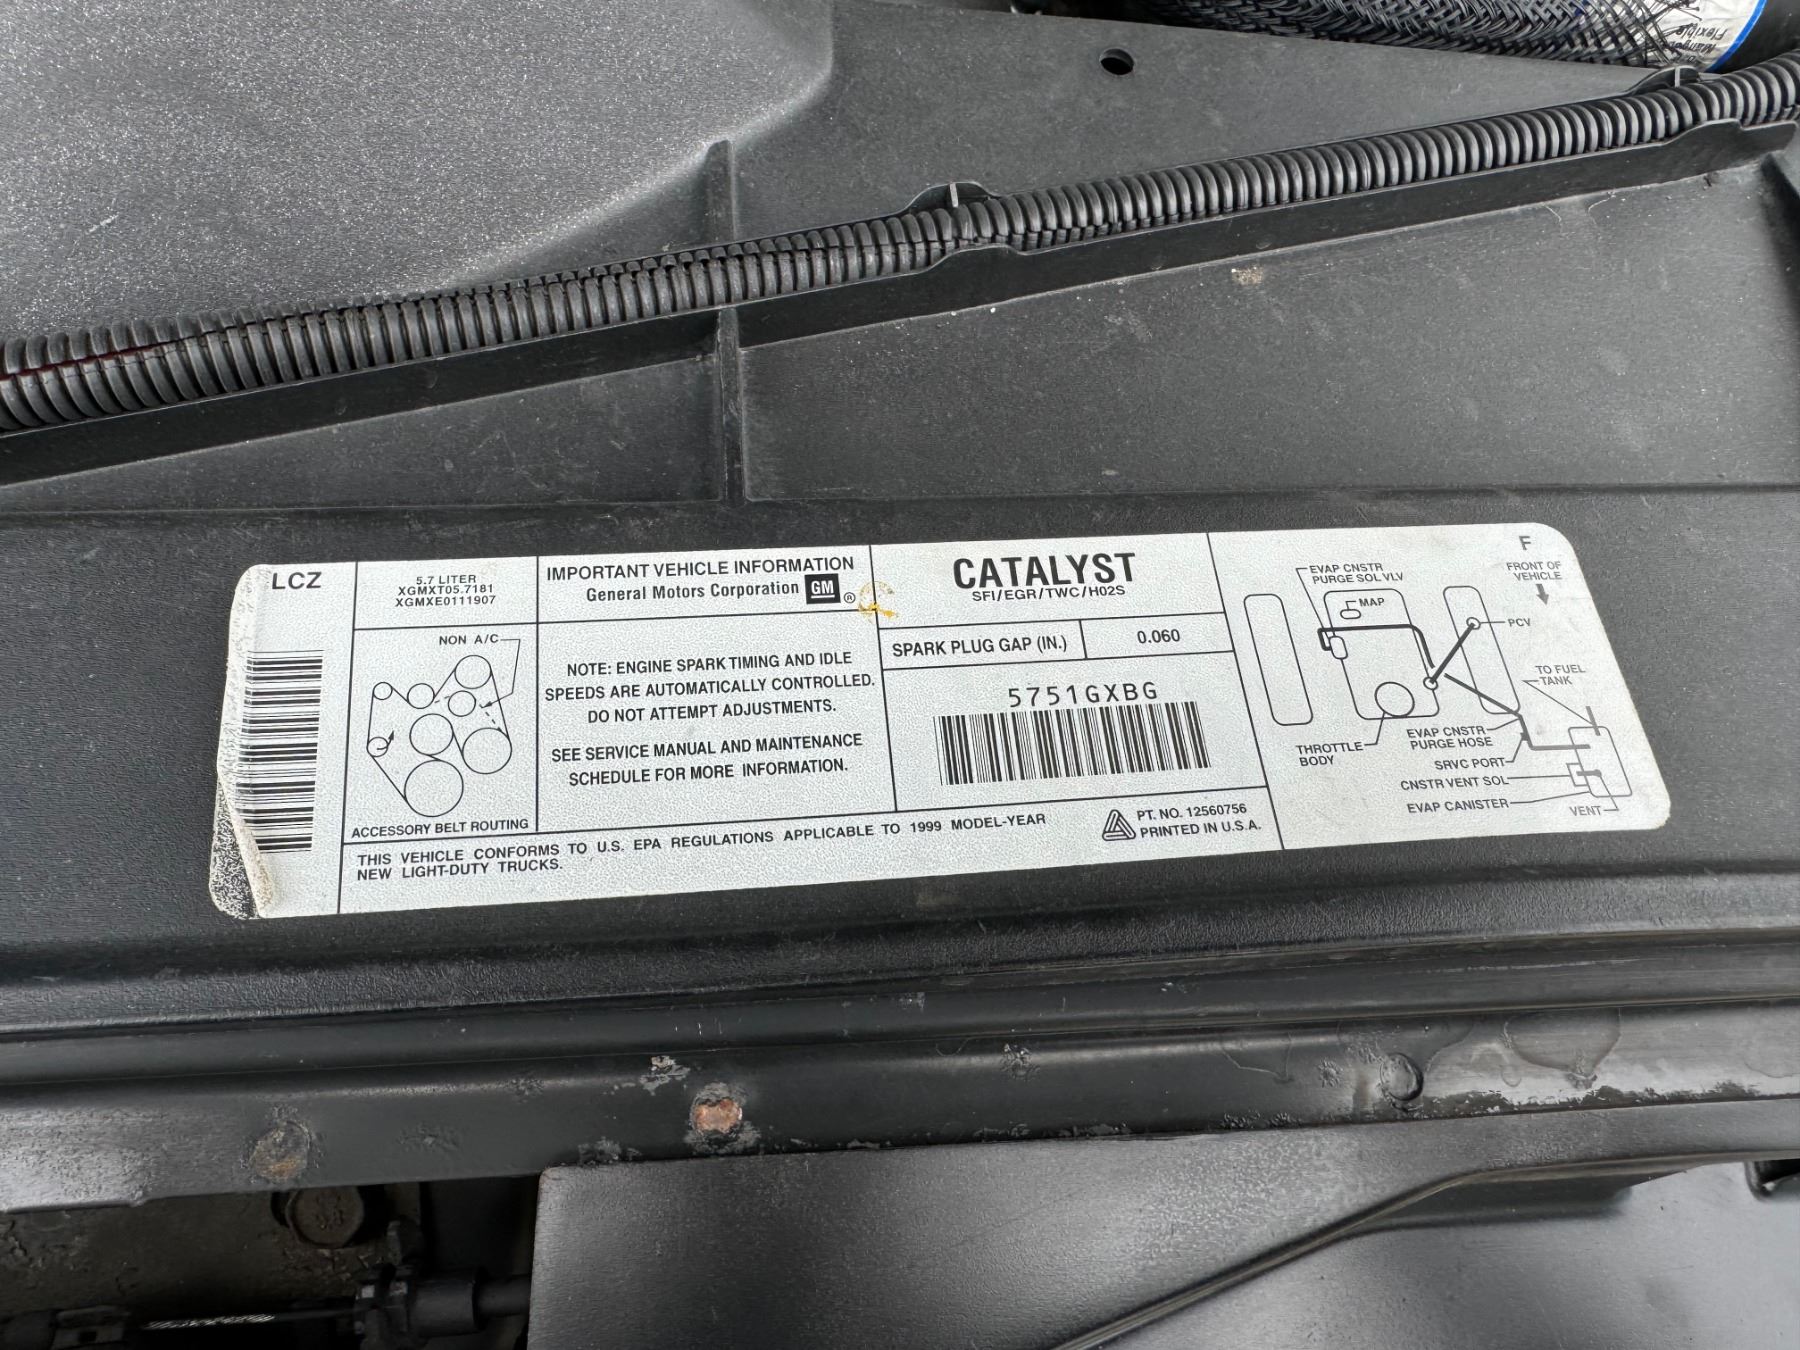 Mangu
Flexible
LCZ
5.7 LITER
XGMXT05.7181
XGMXE0111907
NON A/C
ACCESSORY BELT ROUTING
IMPORTANT VEHICLE INFORMATION
General Motors Corporation GM ®
NOTE: ENGINE SPARK TIMING AND IDLE
SPEEDS ARE AUTOMATICALLY CONTROLLED.
DO NOT ATTEMPT ADJUSTMENTS.
SEE SERVICE MANUAL AND MAINTENANCE
SCHEDULE FOR MORE INFORMATION.
CATALYST
SFI/EGR/TWC/HO2S
SPARK PLUG GAP (IN.) 0.060
5751GXBG
THIS VEHICLE CONFORMS TO U.S. EPA REGULATIONS APPLICABLE TO 1999 MODEL-YEAR
NEW LIGHT-DUTY TRUCKS.
PT. NO. 12560756
PRINTED IN U.S.A.
F
FRONT OF
VEHICLE
EVAP CNSTR
PURGE SOL VLV
MAP
PCV
TO FUEL
TANK
THROTTLE
BODY
EVAP CNSTR
PURGE HOSE
SRVC PORT
CNSTR VENT SOL
EVAP CANISTER
VENT